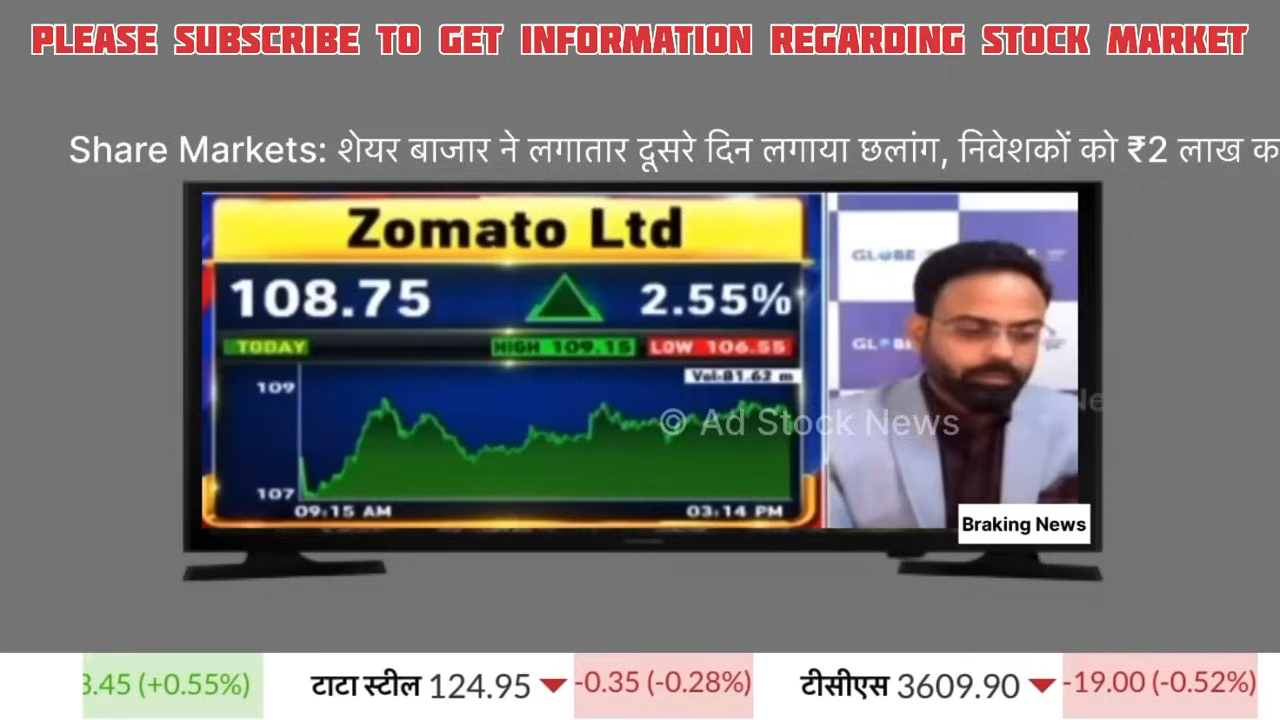 PLEASE SUBSCRIBE TO GET INFORMATION REGARDING STOCK MARKET
Share Markets: शेयर बाजार ने लगातार दूसरे दिन लगाया छलांग, निवेशकों को ₹2 लाख क
Zomato Ltd
108.75 2.55%
TODAY HIGH 109.15 LOW 106.55
Vol:81.62 m
109
107
09:15 AM 03:14 PM
GLOBE
GLOBE
© Ad Stock News
Braking News
3.45 (+0.55%) टाटा स्टील 124.95 -0.35 (-0.28%) टीसीएस 3609.90 -19.00 (-0.52%)